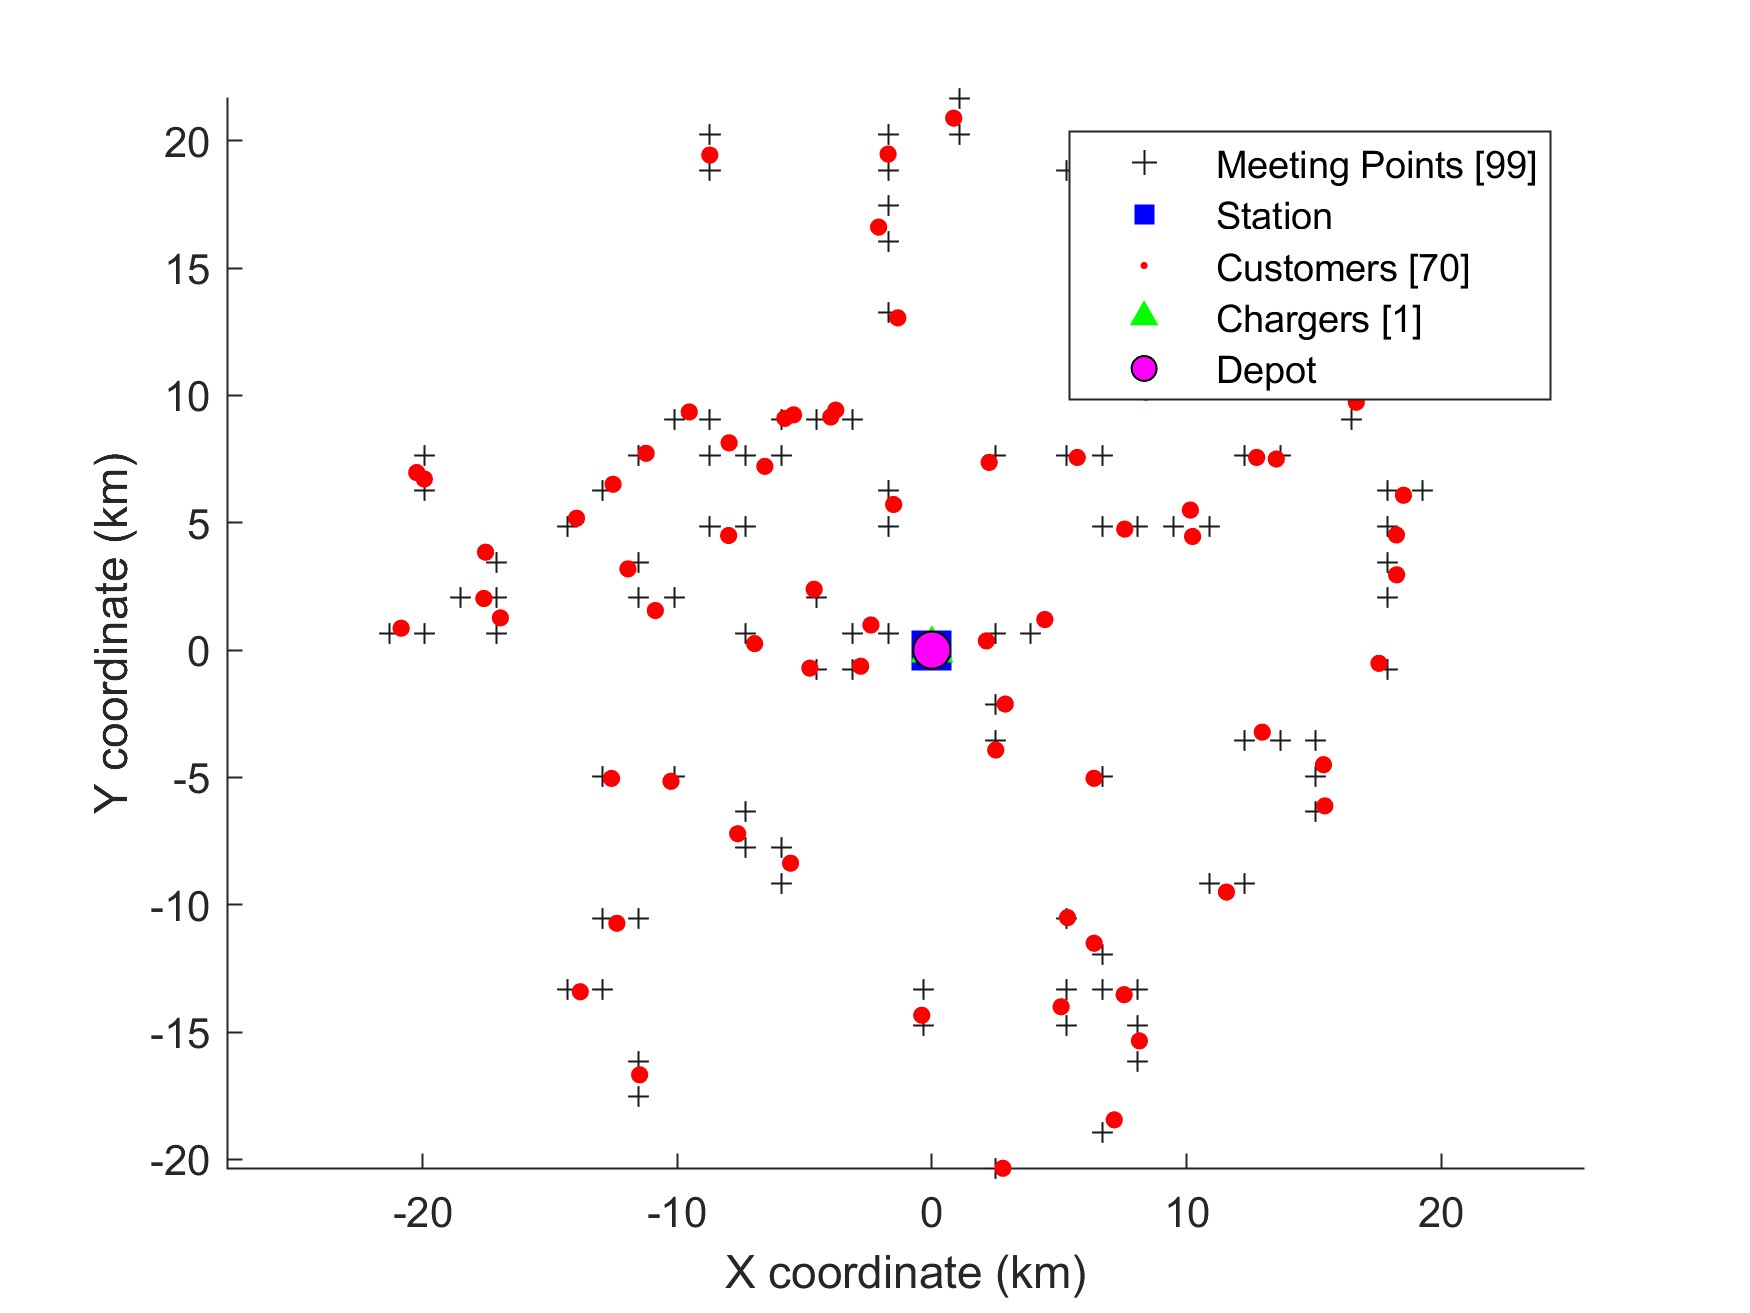 20
15
10
5
0
-5
-10
-15
-20
Y coordinate (km)
Meeting Points [99]
Station
Customers [70]
Chargers [1]
Depot
-20 -10 0 10 20
X coordinate (km)